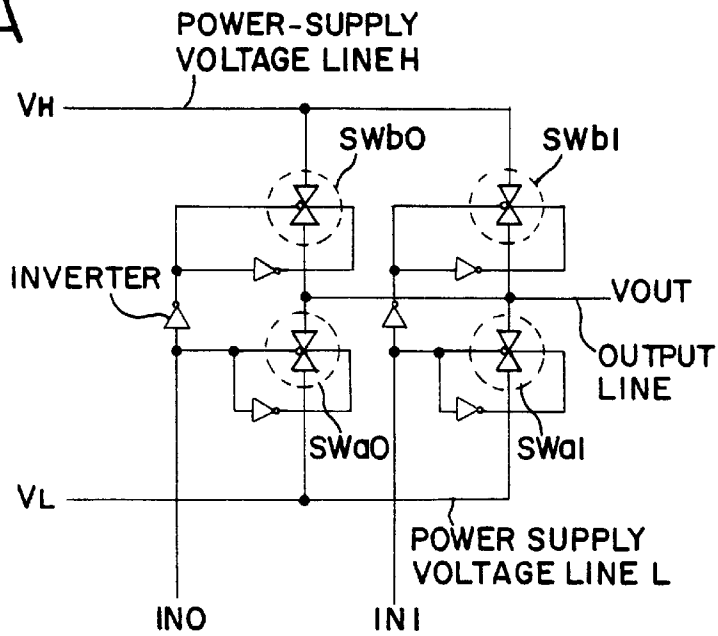 A
POWER-SUPPLY
VOLTAGE LINE H
VH
SWb0
SWb1
INVERTER
VOUT
OUTPUT
LINE
SWa0
SWa1
VL
POWER SUPPLY
VOLTAGE LINE L
IN0
IN1